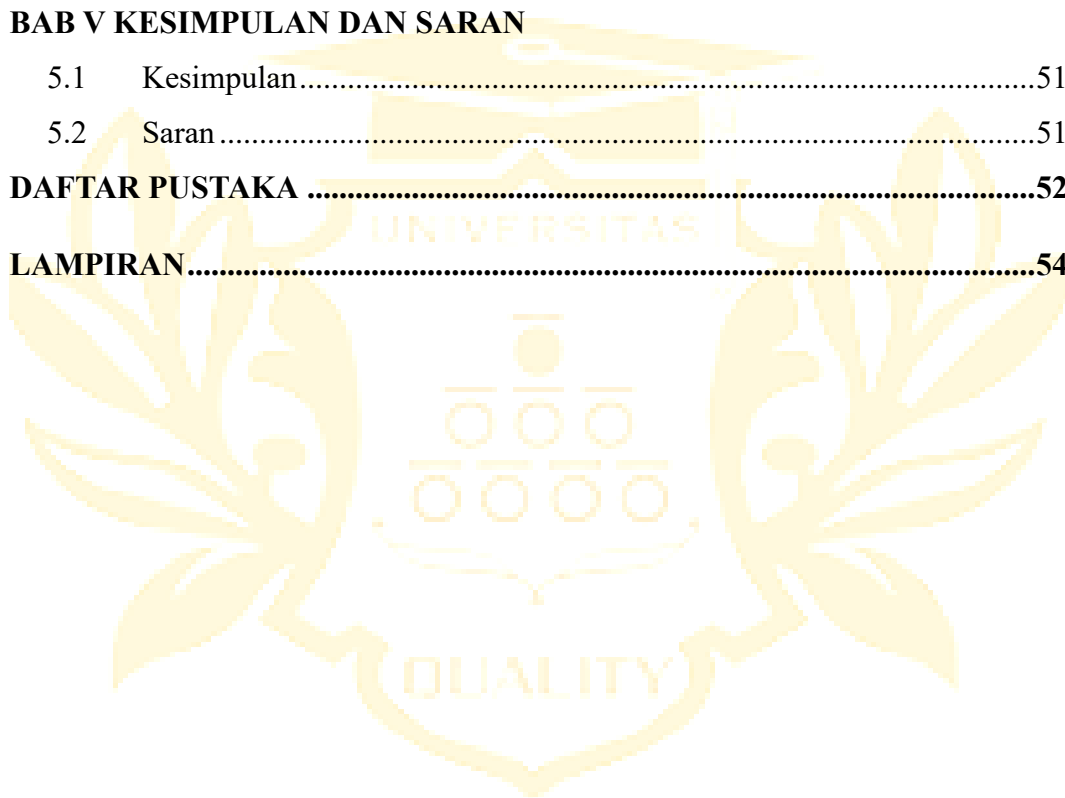 BAB V KESIMPULAN DAN SARAN
5.1 Kesimpulan....................................................................................................51
5.2 Saran..............................................................................................................51
DAFTAR PUSTAKA ............................................................................................52
UNIVERSITAS
LAMPIRAN............................................................................................................54
QUALITY